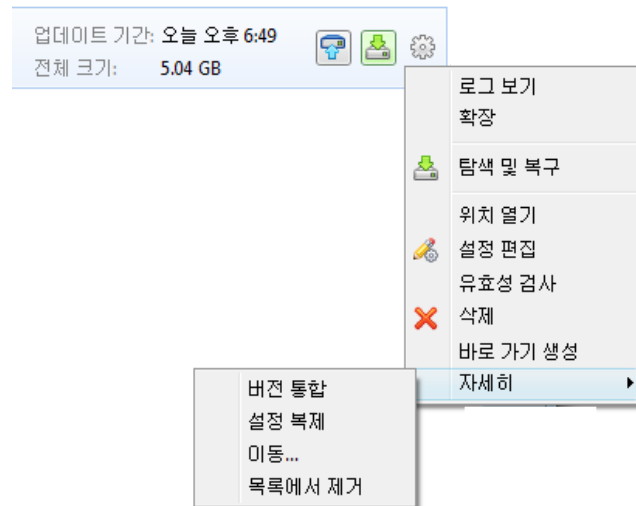 업데이트 기간: 오늘 오후 6:49
전체 크기: 5.04 GB
로그 보기
확장
탐색 및 복구
위치 열기
설정 편집
유효성 검사
삭제
바로 가기 생성
자세히
버전 통합
설정 복제
이동...
목록에서 제거